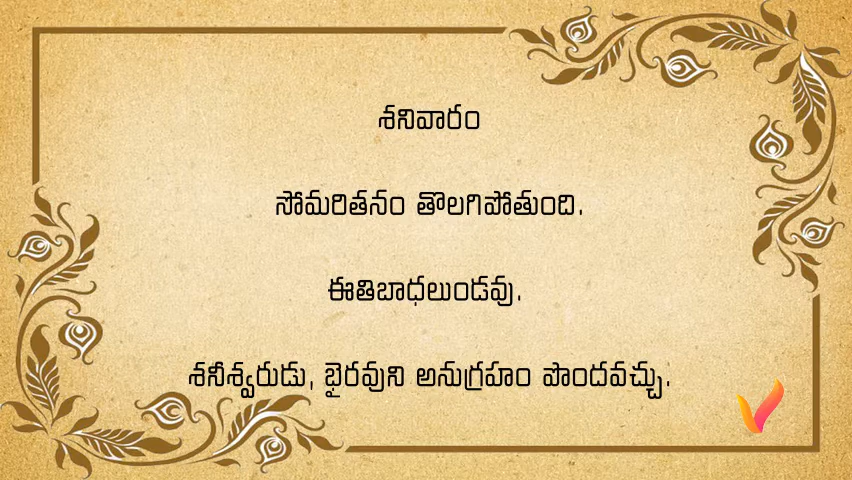 శనివారం
సోమరితనం తొలగిపోతుంది.
ఈతిబాధలుండవు.
శనీశ్వరుడు, భైరవుని అనుగ్రహం పొందవచ్చు.